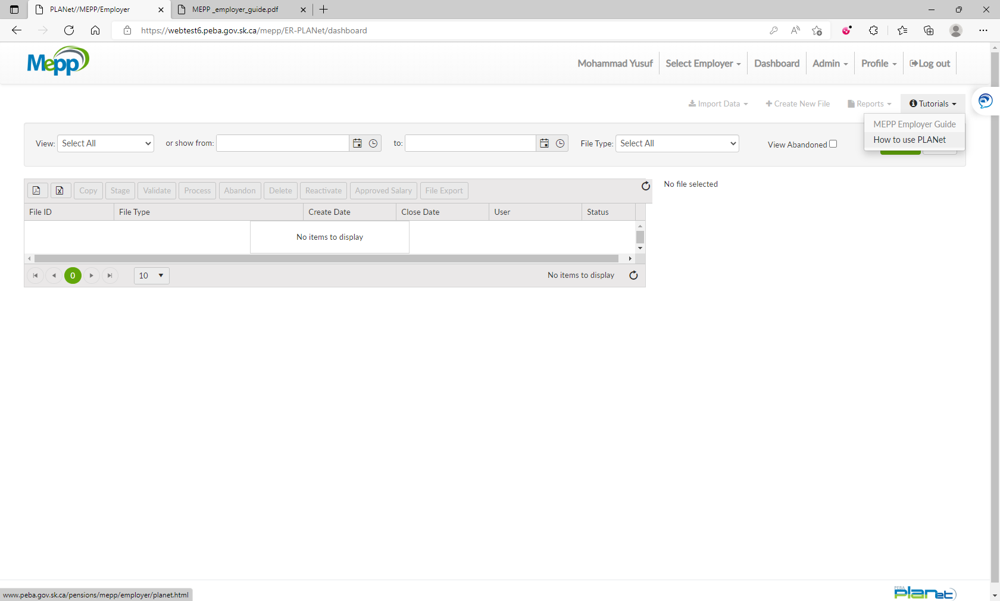 PLANet//MEPP/Employer
MEPP _employer_guide.pdf
https://webtest6.peba.gov.sk.ca/mepp/ER-PLANet/dashboard
Mepp
Mohammad Yusuf
Select Employer
Dashboard
Admin
Profile
Log out
Import Data
Create New File
Reports
Tutorials
MEPP Employer Guide
How to use PLANet
View: Select All
or show from:
to:
File Type: Select All
View Abandoned
Copy
Stage
Validate
Process
Abandon
Delete
Reactivate
Approved Salary
File Export
No file selected
File ID
File Type
Create Date
Close Date
User
Status
No items to display
0
10
No items to display
www.peba.gov.sk.ca/pensions/mepp/employer/planet.html
PEBA
planet